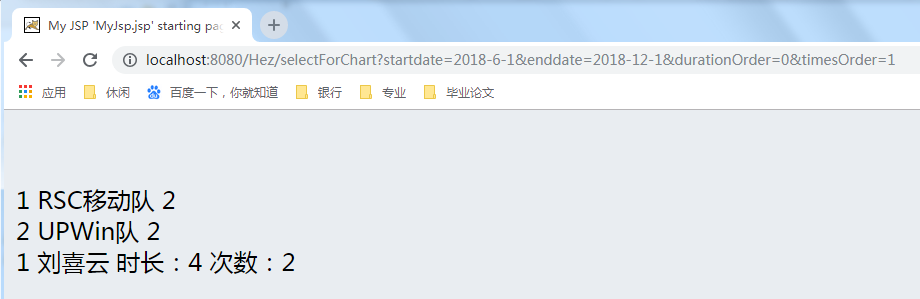 My JSP 'MyJsp.jsp' starting pa
localhost:8080/Hez/selectForChart?startdate=2018-6-1&enddate=2018-12-1&durationOrder=0&timesOrder=1
应用 休闲 百度一下，你就知道 银行 专业 毕业论文
1 RSC移动队 2
2 UPWin队 2
1 刘喜云 时长：4 次数：2